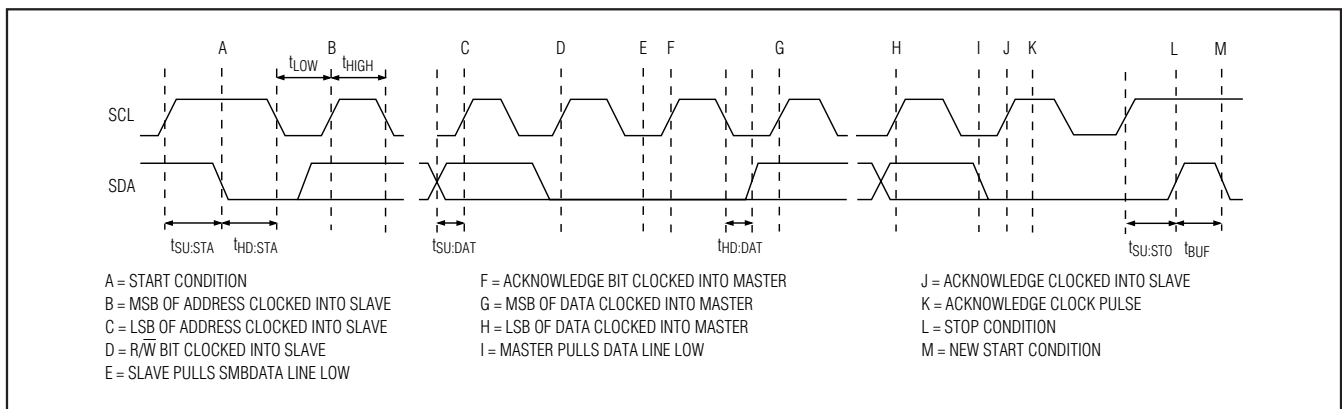 A B C D E F G H I J K L M
tLOW tHIGH
SCL
SDA
tSU:STA tHD:STA tSU:DAT tHD:DAT tSU:STO tBUF
A = START CONDITION
B = MSB OF ADDRESS CLOCKED INTO SLAVE
C = LSB OF ADDRESS CLOCKED INTO SLAVE
D = R/W̅ BIT CLOCKED INTO SLAVE
E = SLAVE PULLS SMBDATA LINE LOW
F = ACKNOWLEDGE BIT CLOCKED INTO MASTER
G = MSB OF DATA CLOCKED INTO MASTER
H = LSB OF DATA CLOCKED INTO MASTER
I = MASTER PULLS DATA LINE LOW
J = ACKNOWLEDGE CLOCKED INTO SLAVE
K = ACKNOWLEDGE CLOCK PULSE
L = STOP CONDITION
M = NEW START CONDITION